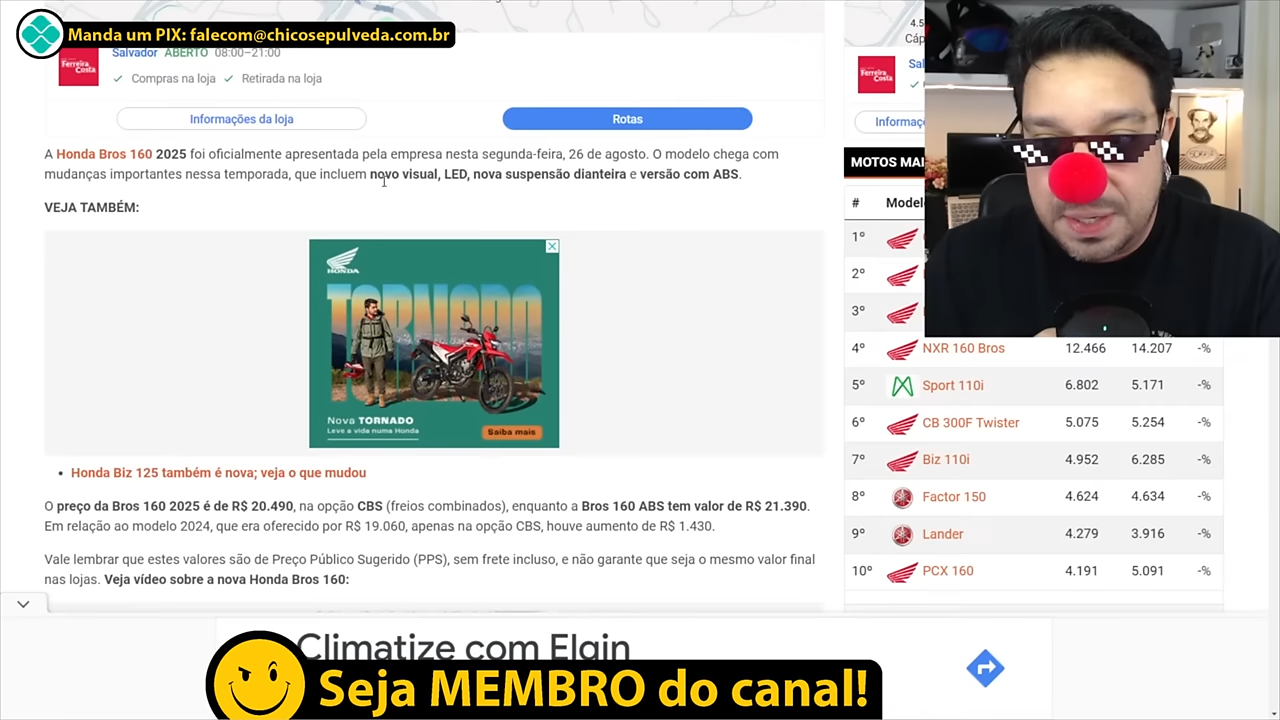 Manda um PIX: falecom@chicosepulveda.com.br
Salvador ABERTO 08:00–21:00
Ferreira Costa
Compras na loja Retirada na loja
Informações da loja
Rotas
A Honda Bros 160 2025 foi oficialmente apresentada pela empresa nesta segunda-feira, 26 de agosto. O modelo chega com
mudanças importantes nessa temporada, que incluem novo visual, LED, nova suspensão dianteira e versão com ABS.
VEJA TAMBÉM:
HONDA
TORNADO
Nova TORNADO
Leve a vida numa Honda
Saiba mais
Honda Biz 125 também é nova; veja o que mudou
O preço da Bros 160 2025 é de R$ 20.490, na opção CBS (freios combinados), enquanto a Bros 160 ABS tem valor de R$ 21.390.
Em relação ao modelo 2024, que era oferecido por R$ 19.060, apenas na opção CBS, houve aumento de R$ 1.430.
Vale lembrar que estes valores são de Preço Público Sugerido (PPS), sem frete incluso, e não garante que seja o mesmo valor final
nas lojas. Veja vídeo sobre a nova Honda Bros 160:
4.5
Cáp
Ferreira Costa
Sal
Informaç
MOTOS MAI
# Model
1º
2º
3º
4º NXR 160 Bros 12.466 14.207 -%
5º Sport 110i 6.802 5.171 -%
6º CB 300F Twister 5.075 5.254 -%
7º Biz 110i 4.952 6.285 -%
8º Factor 150 4.624 4.634 -%
9º Lander 4.279 3.916 -%
10º PCX 160 4.191 5.091 -%
Climatize com Elgin
Seja MEMBRO do canal!